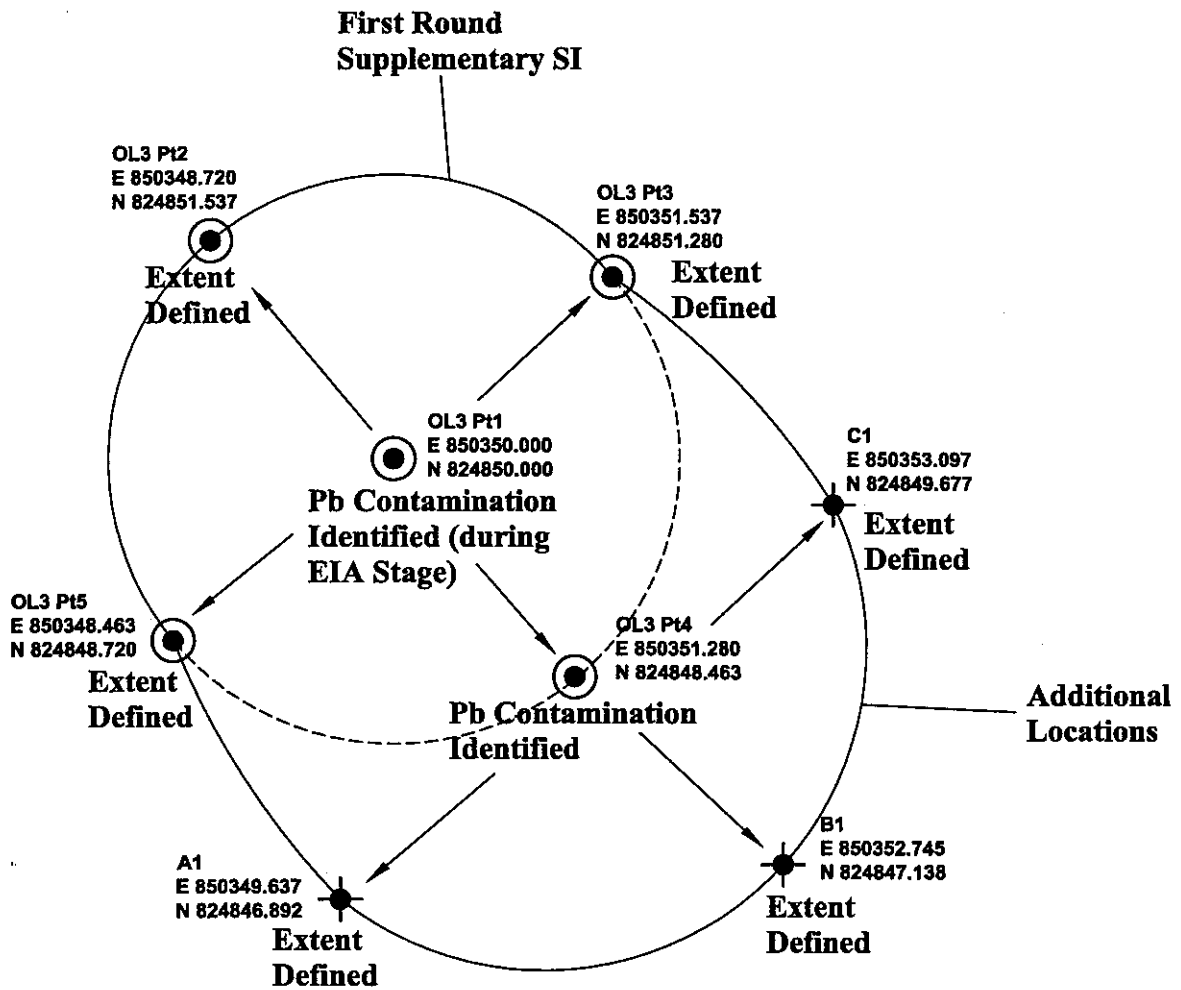 First Round
Supplementary SI
OL3 Pt2
E 850348.720
N 824851.537
Extent
Defined
OL3 Pt3
E 850351.537
N 824851.280
Extent
Defined
OL3 Pt1
E 850350.000
N 824850.000
Pb Contamination
Identified (during
EIA Stage)
C1
E 850353.097
N 824849.677
Extent
Defined
OL3 Pt5
E 850348.463
N 824848.720
Extent
Defined
OL3 Pt4
E 850351.280
N 824848.463
Pb Contamination
Identified
Additional
Locations
A1
E 850349.637
N 824846.892
Extent
Defined
B1
E 850352.745
N 824847.138
Extent
Defined